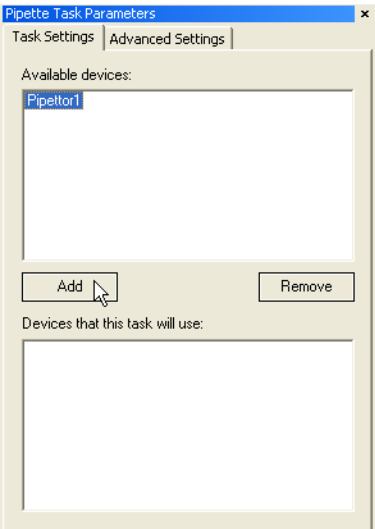 Pipette Task Parameters ×
Task Settings Advanced Settings
Available devices:
Pipettor1
Add Remove
Devices that this task will use: